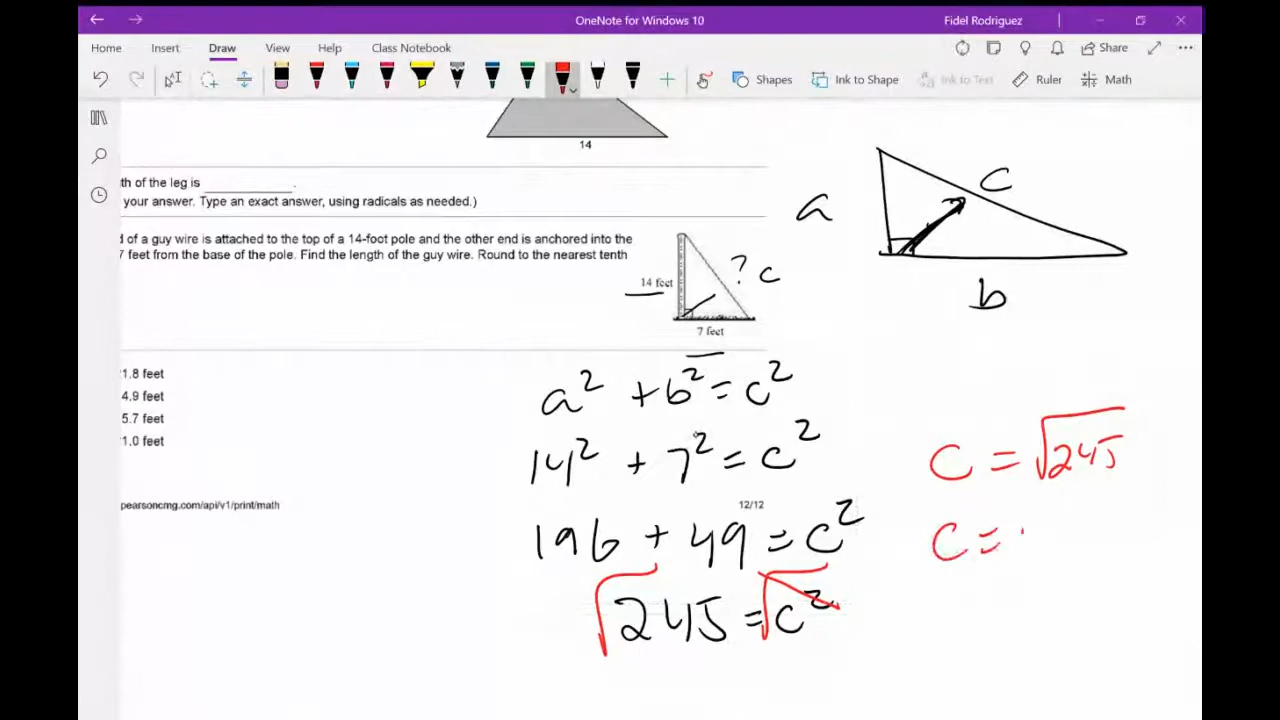 OneNote for Windows 10
Fidel Rodriguez
Home Insert Draw View Help Class Notebook Share
Shapes Ink to Shape Ink to Text Ruler Math
14
th of the leg is
your answer. Type an exact answer, using radicals as needed.)
d of a guy wire is attached to the top of a 14-foot pole and the other end is anchored into the
7 feet from the base of the pole. Find the length of the guy wire. Round to the nearest tenth
14 feet
? c
7 feet
a
c
b
1.8 feet
4.9 feet
5.7 feet
1.0 feet
a² + b² = c²
14² + 7² = c²
196 + 49 = c²
√245 = √c²
c = √245
c =
pearsoncmg.com/api/v1/print/math
12/12